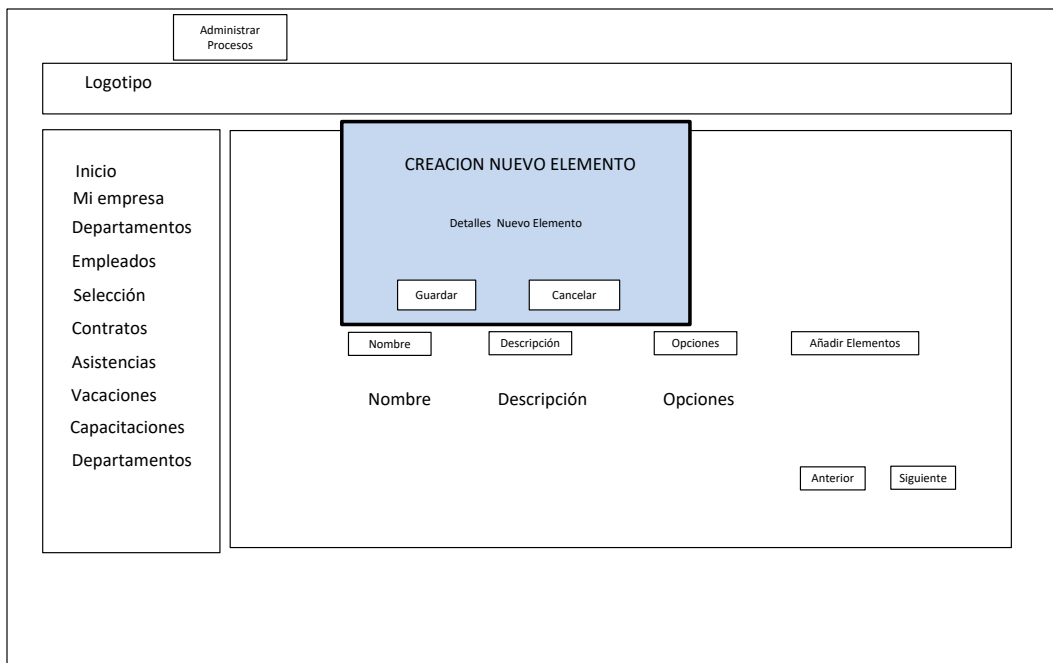 Administrar
Procesos
Logotipo
Inicio
Mi empresa
Departamentos
Empleados
Selección
Contratos
Asistencias
Vacaciones
Capacitaciones
Departamentos
CREACION NUEVO ELEMENTO
Detalles Nuevo Elemento
Guardar Cancelar
Nombre Descripción Opciones Añadir Elementos
Nombre Descripción Opciones
Anterior Siguiente